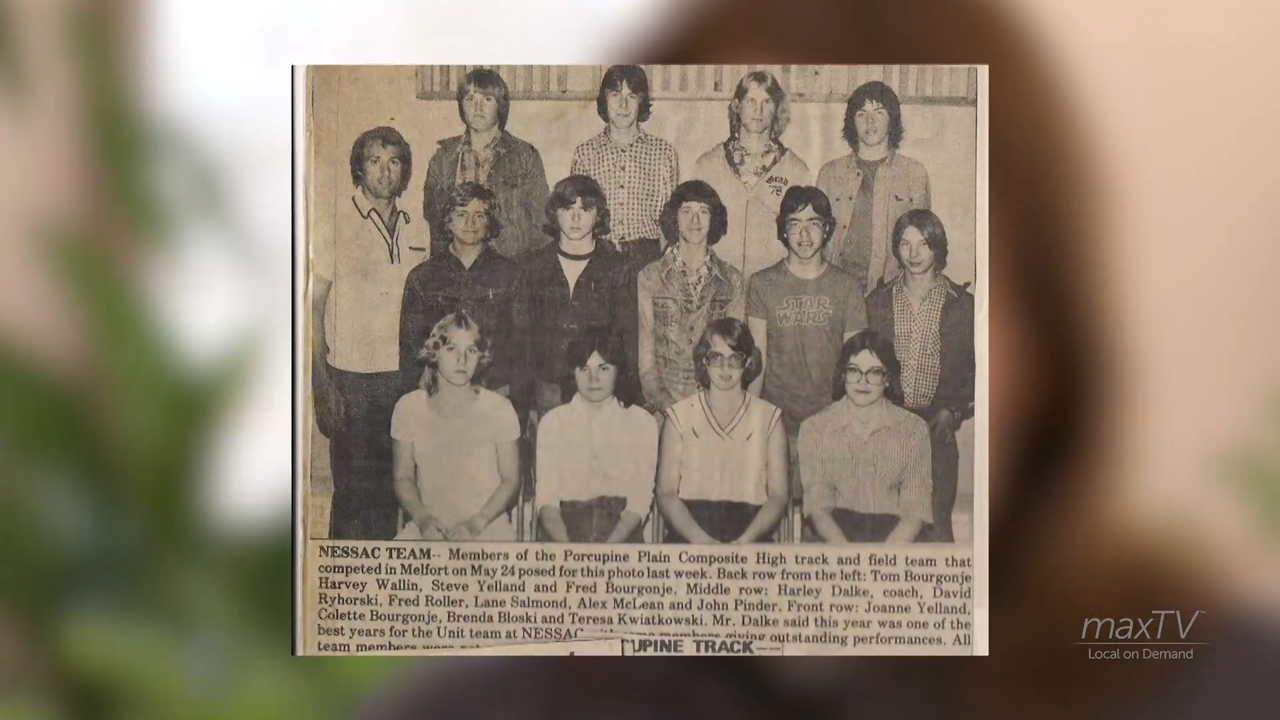 Grad
78
STAR
WARS
NESSAC TEAM-- Members of the Porcupine Plain Composite High track and field team that
competed in Melfort on May 24 posed for this photo last week. Back row from the left: Tom Bourgonje
Harvey Wallin, Steve Yelland and Fred Bourgonje. Middle row: Harley Dalke, coach, David
Ryhorski, Fred Roller, Lane Salmond, Alex McLean and John Pinder. Front row: Joanne Yelland,
Colette Bourgonje, Brenda Bloski and Teresa Kwiatkowski. Mr. Dalke said this year was one of the
best years for the Unit team at NESSAC members giving outstanding performances. All
team members were
UPINE TRACK--
maxTV
Local on Demand